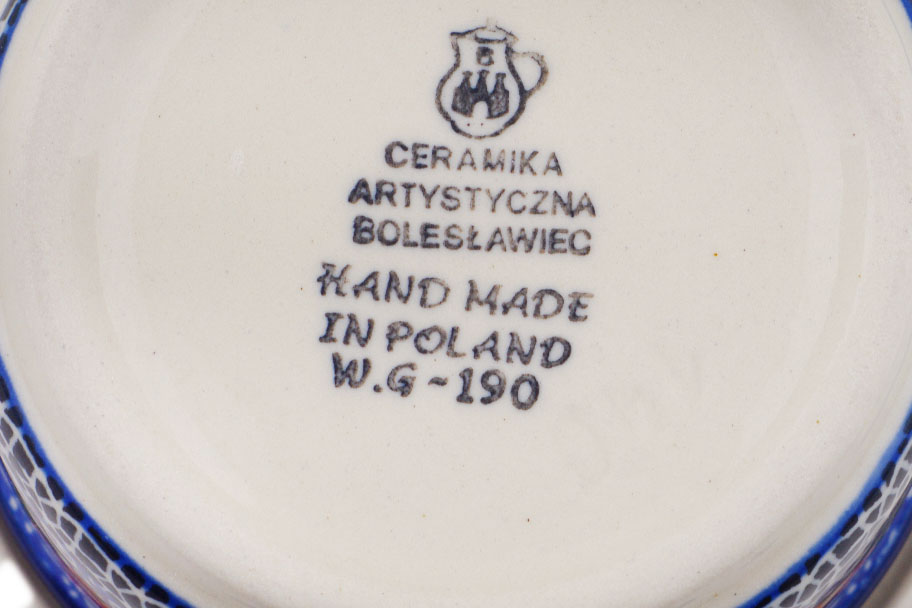 B
CERAMIKA
ARTYSTYCZNA
BOLESŁAWIEC
HAND MADE
IN POLAND
W.G-190